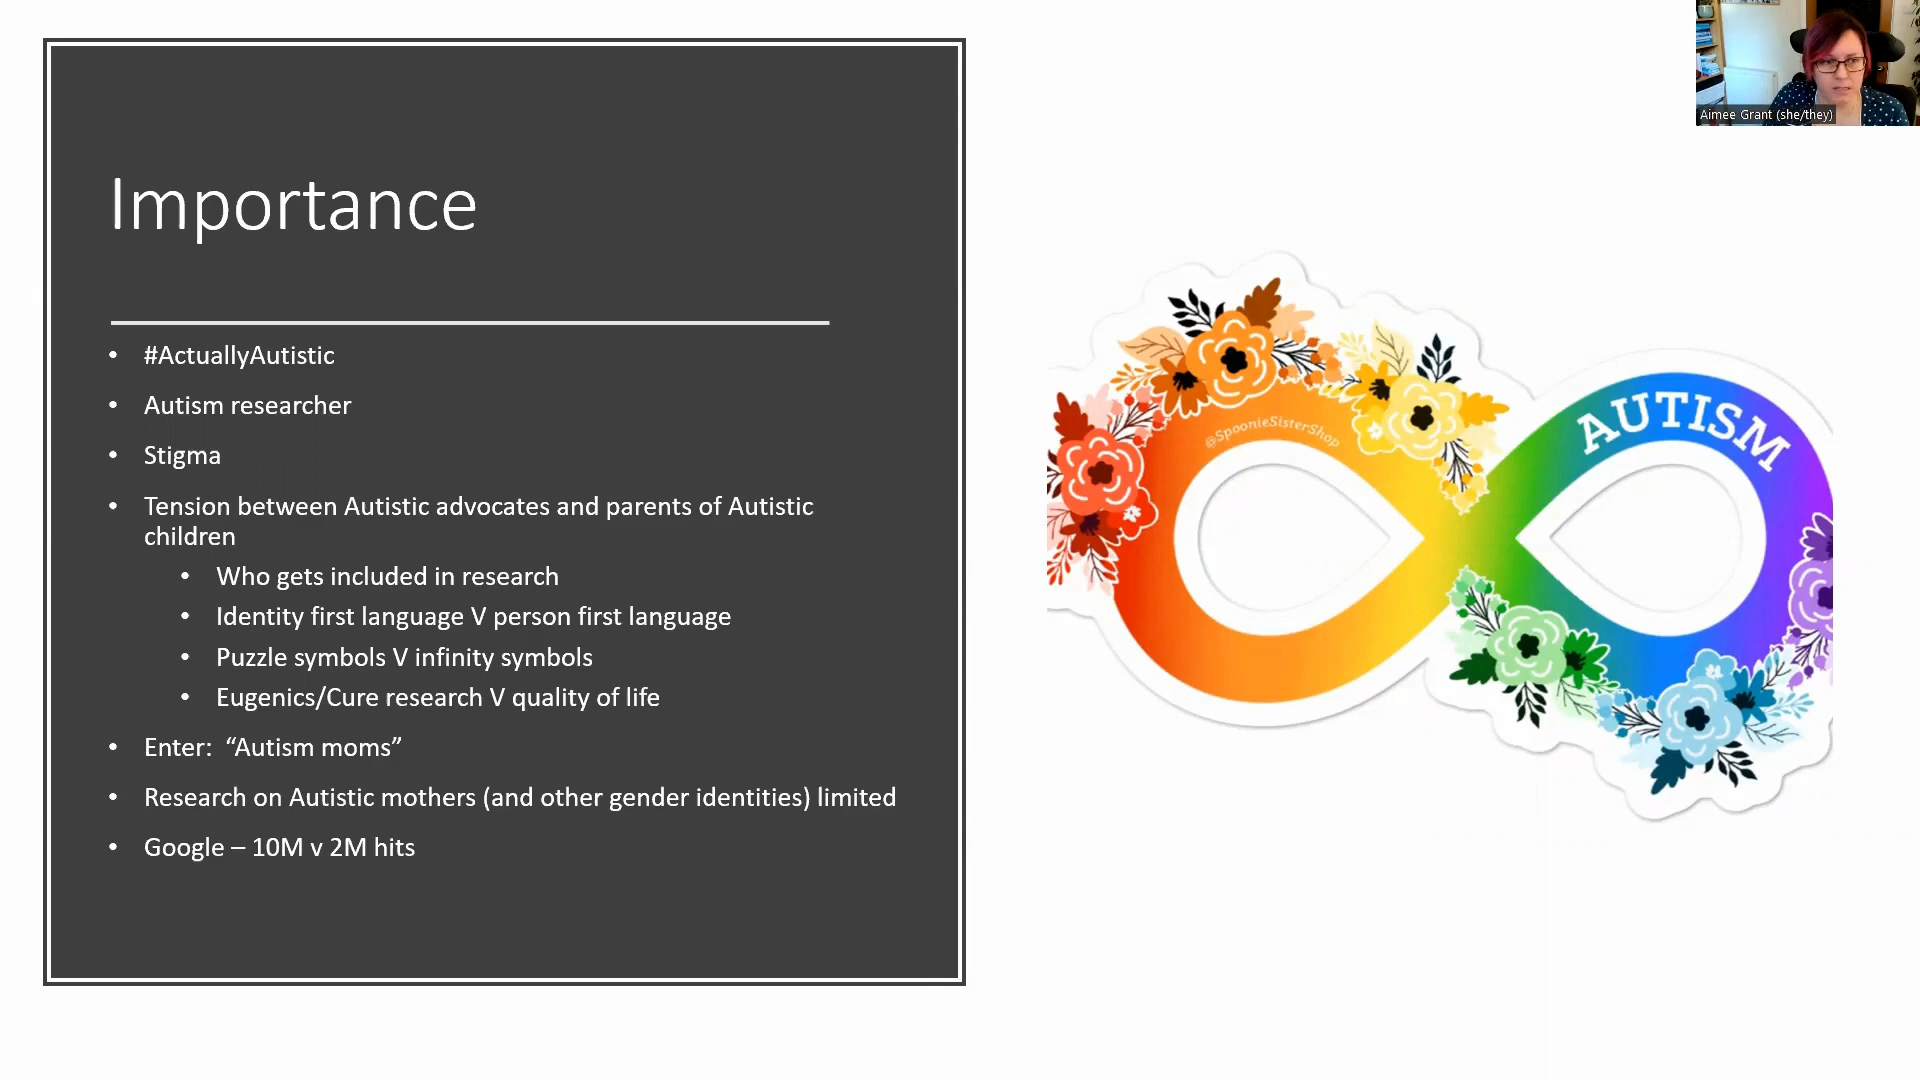 Importance
• #ActuallyAutistic
• Autism researcher
• Stigma
• Tension between Autistic advocates and parents of Autistic
children
• Who gets included in research
• Identity first language V person first language
• Puzzle symbols V infinity symbols
• Eugenics/Cure research V quality of life
• Enter:  “Autism moms”
• Research on Autistic mothers (and other gender identities) limited
• Google – 10M v 2M hits
@SpoonieSisterShop
AUTISM
Aimee Grant (she/they)